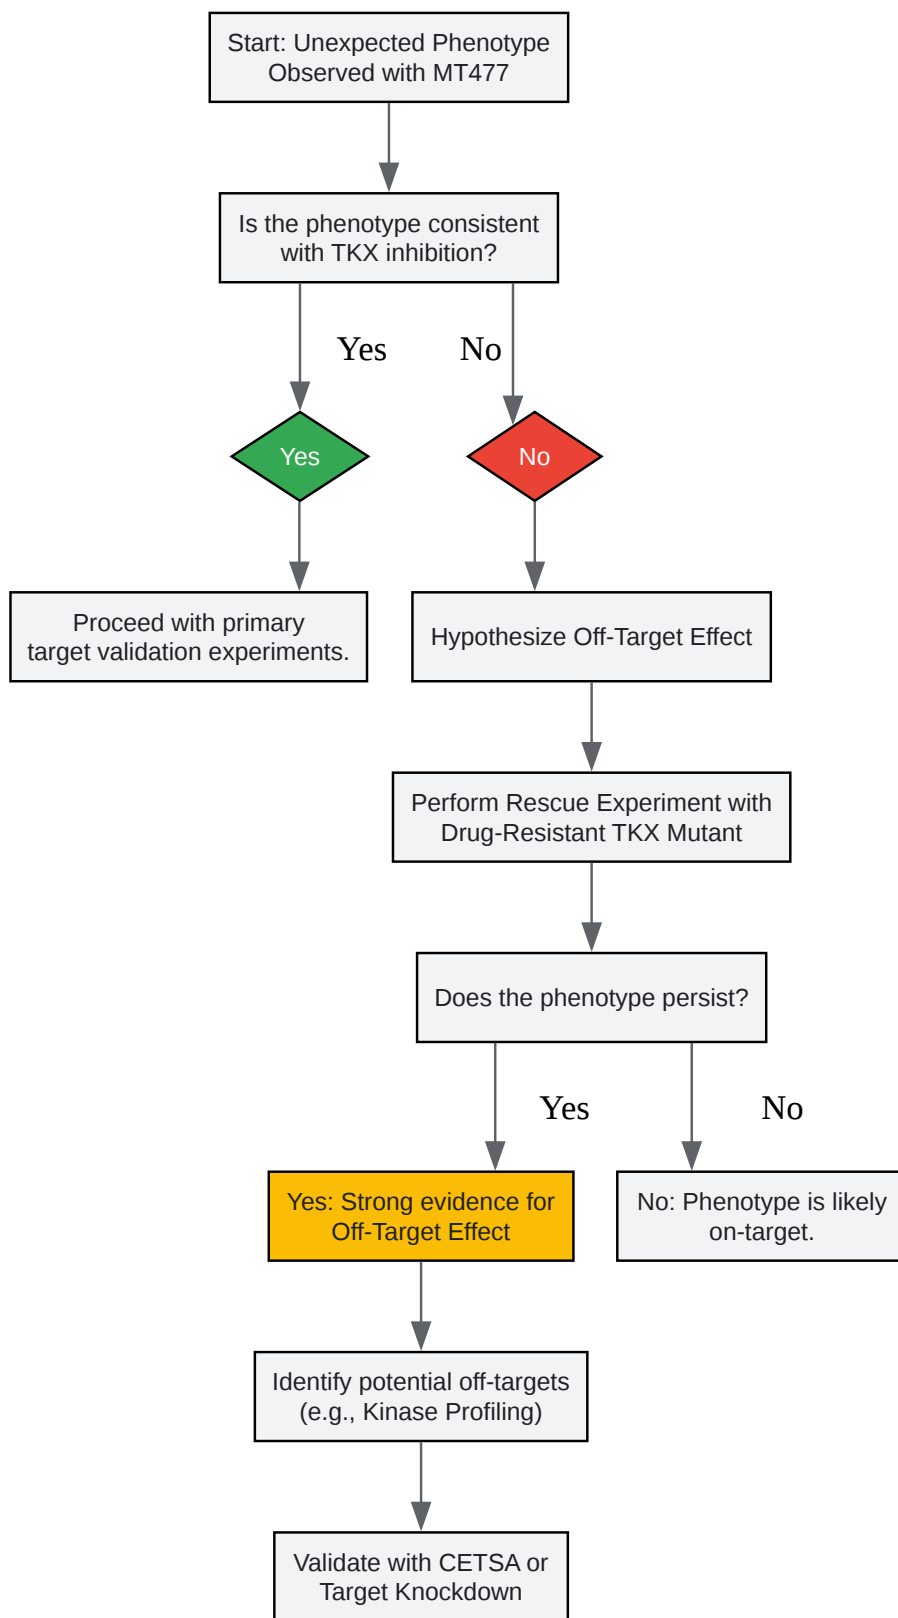 Start: Unexpected Phenotype
Observed with MT477
Is the phenotype consistent
with TKX inhibition?
Yes
No
Yes
No
Proceed with primary
target validation experiments.
Hypothesize Off-Target Effect
Perform Rescue Experiment with
Drug-Resistant TKX Mutant
Does the phenotype persist?
Yes
No
Yes: Strong evidence for
Off-Target Effect
No: Phenotype is likely
on-target.
Identify potential off-targets
(e.g., Kinase Profiling)
Validate with CETSA or
Target Knockdown